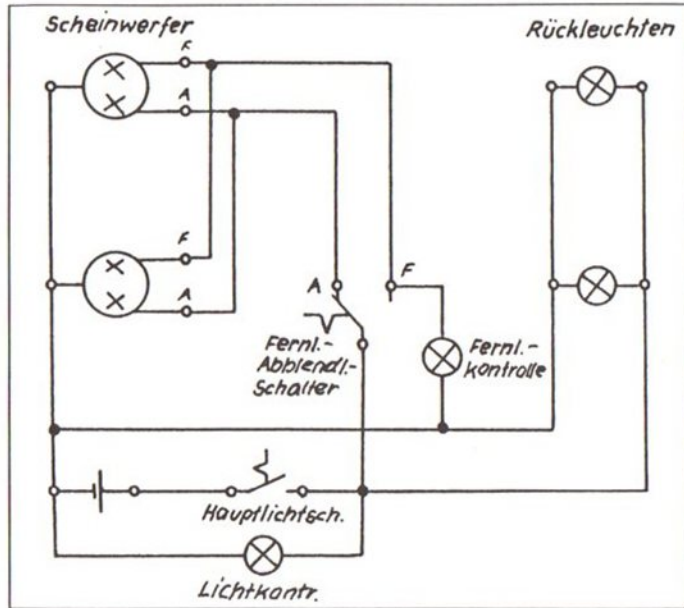 Scheinwerfer
Rückleuchten
F
A
F
A
A
F
Fernl.-
Abblendl.-
Schalter
Fernl.-
kontrolle
Hauptlichtsch.
Lichtkontr.